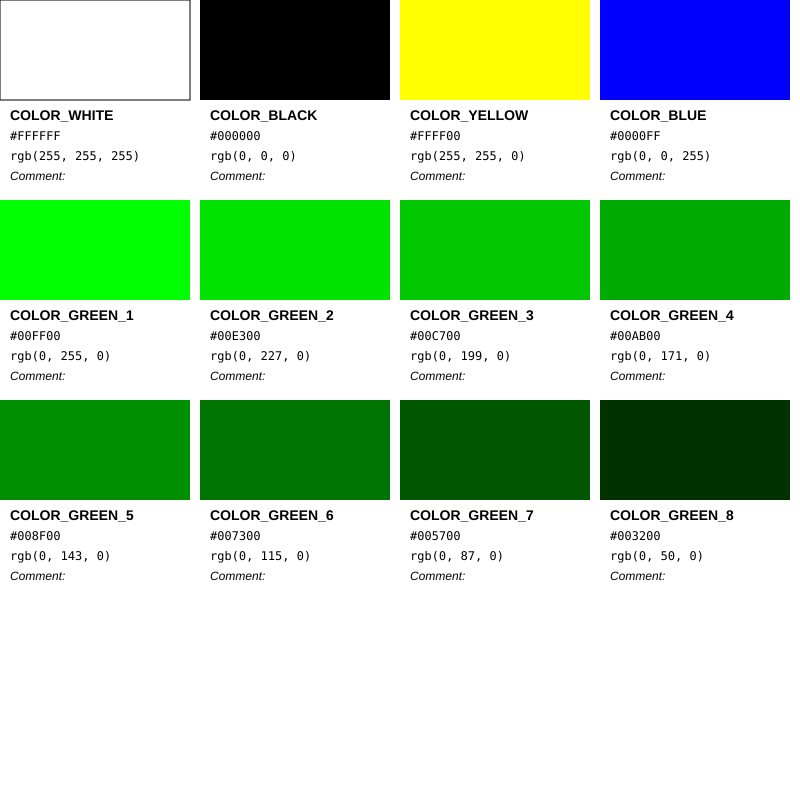 COLOR_WHITE
#FFFFFF
rgb(255, 255, 255)
Comment:
COLOR_BLACK
#000000
rgb(0, 0, 0)
Comment:
COLOR_YELLOW
#FFFF00
rgb(255, 255, 0)
Comment:
COLOR_BLUE
#0000FF
rgb(0, 0, 255)
Comment:
COLOR_GREEN_1
#00FF00
rgb(0, 255, 0)
Comment:
COLOR_GREEN_2
#00E300
rgb(0, 227, 0)
Comment:
COLOR_GREEN_3
#00C700
rgb(0, 199, 0)
Comment:
COLOR_GREEN_4
#00AB00
rgb(0, 171, 0)
Comment:
COLOR_GREEN_5
#008F00
rgb(0, 143, 0)
Comment:
COLOR_GREEN_6
#007300
rgb(0, 115, 0)
Comment:
COLOR_GREEN_7
#005700
rgb(0, 87, 0)
Comment:
COLOR_GREEN_8
#003200
rgb(0, 50, 0)
Comment: